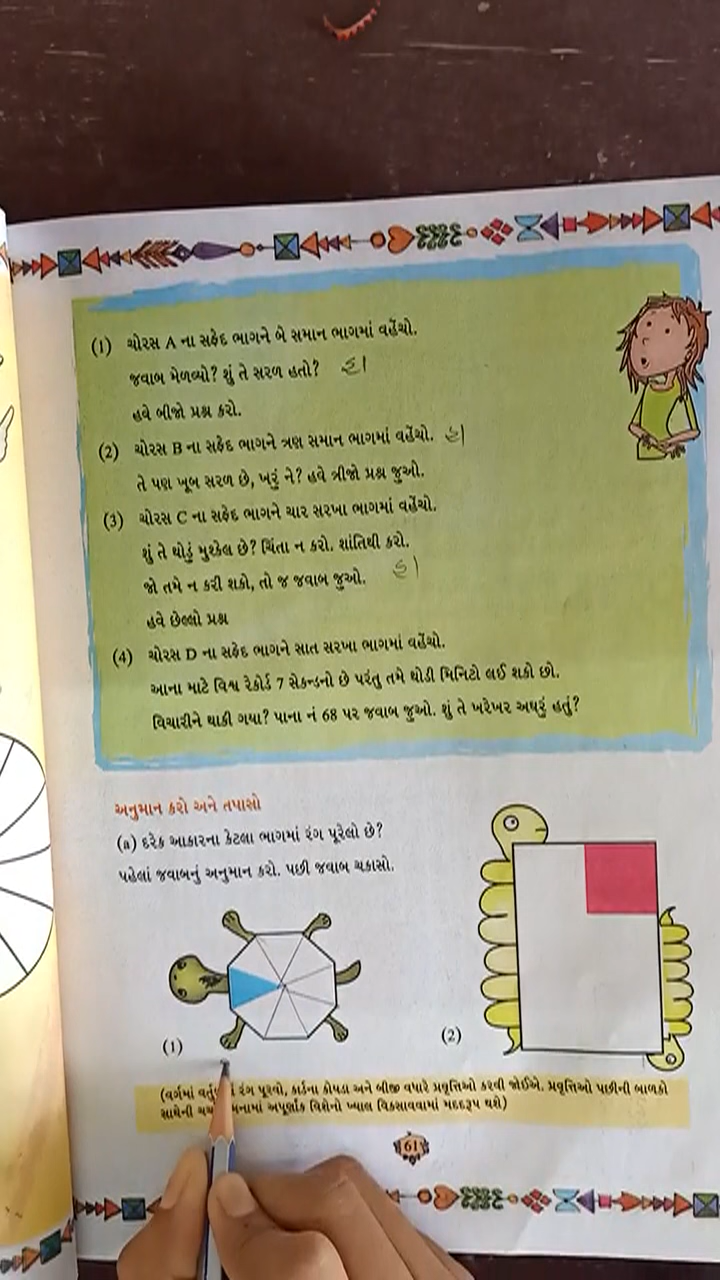 (1) ચોરસ A ના સફેદ ભાગને બે સમાન ભાગમાં વહેંચો.
જવાબ મેળવ્યો? શું તે સરળ હતો? હા
હવે બીજો પ્રશ્ન કરો.
(2) ચોરસ B ના સફેદ ભાગને ત્રણ સમાન ભાગમાં વહેંચો. હા
તે પણ ખૂબ સરળ છે, ખરું ને? હવે ત્રીજો પ્રશ્ન જુઓ.
(3) ચોરસ C ના સફેદ ભાગને ચાર સરખા ભાગમાં વહેંચો.
શું તે થોડું મુશ્કેલ છે? ચિંતા ન કરો. શાંતિથી કરો.
જો તમે ન કરી શકો, તો જ જવાબ જુઓ. હા
હવે છેલ્લો પ્રશ્ન
(4) ચોરસ D ના સફેદ ભાગને સાત સરખા ભાગમાં વહેંચો.
આના માટે વિશ્વ રેકોર્ડ 7 સેકન્ડનો છે પરંતુ તમે થોડી મિનિટો લઈ શકો છો.
વિચારીને થાકી ગયા? પાના નં 68 પર જવાબ જુઓ. શું તે ખરેખર અઘરું હતું?
અનુમાન કરો અને તપાસો
(a) દરેક આકારના કેટલા ભાગમાં રંગ પૂરેલો છે?
પહેલાં જવાબનું અનુમાન કરો. પછી જવાબ ચકાસો.
(1) (2)
(વર્ગમાં રંગ પૂરવો, કાર્ડના કોયડા અને બીજી વધારે પ્રવૃત્તિઓ કરવી જોઈએ. પ્રવૃત્તિઓ પછીની બાળકો
સાથેની મનામાં અપૂર્ણાંક વિશેનો ખ્યાલ વિકસાવવામાં મદદરૂપ થશે)
61